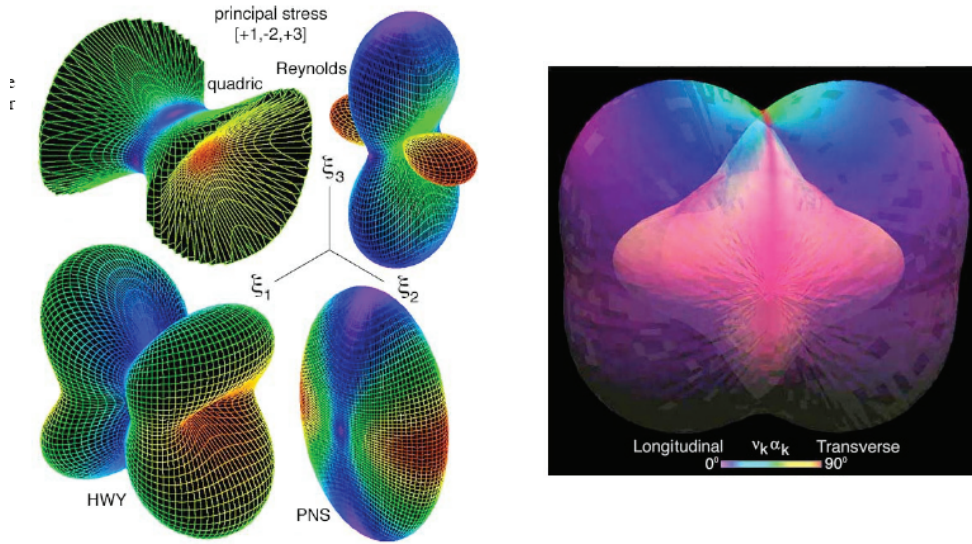 principal stress
[+1,-2,+3]
quadric
Reynolds
ξ3
ξ1
ξ2
HWY
PNS
Longitudinal νkαk Transverse
0° 90°